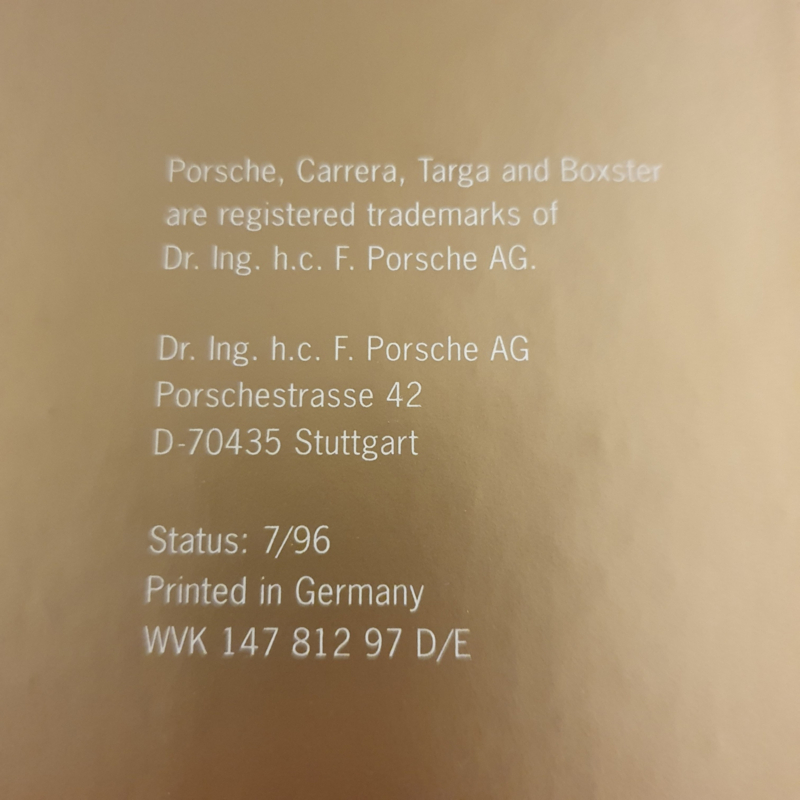 Porsche, Carrera, Targa and Boxster
are registered trademarks of
Dr. Ing. h.c. F. Porsche AG.
Dr. Ing. h.c. F. Porsche AG
Porschestrasse 42
D-70435 Stuttgart
Status: 7/96
Printed in Germany
WVK 147 812 97 D/E